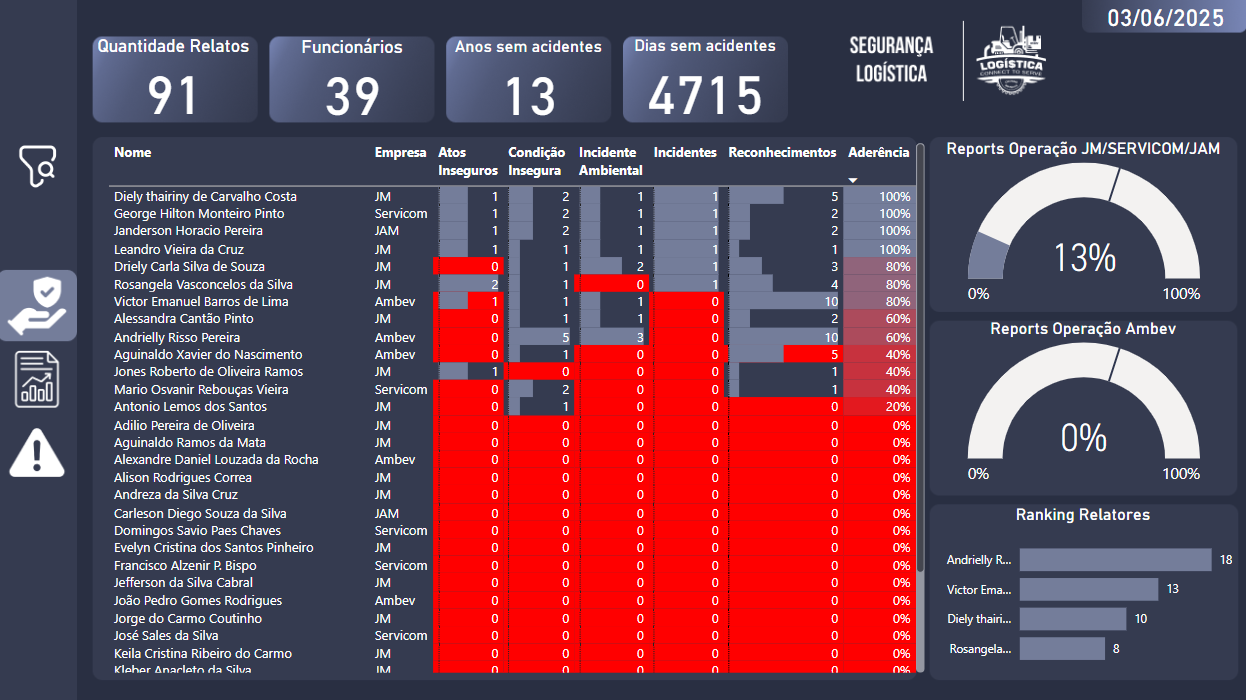 03/06/2025
Quantidade Relatos
91
Funcionários
39
Anos sem acidentes
13
Dias sem acidentes
4715
SEGURANÇA
LOGÍSTICA
LOGÍSTICA
CONNECT TO SERVE
Nome Empresa Atos Inseguros Condição Insegura Incidente Ambiental Incidentes Reconhecimentos Aderência
Diely thairiny de Carvalho Costa JM 1 2 1 1 5 100%
George Hilton Monteiro Pinto Servicom 1 2 1 1 2 100%
Janderson Horacio Pereira JAM 1 2 1 1 2 100%
Leandro Vieira da Cruz JM 1 1 1 1 1 100%
Driely Carla Silva de Souza JM 0 1 2 1 3 80%
Rosangela Vasconcelos da Silva JM 2 1 0 1 4 80%
Victor Emanuel Barros de Lima Ambev 1 1 1 0 10 80%
Alessandra Cantão Pinto JM 0 1 1 0 2 60%
Andrielly Risso Pereira Ambev 0 5 3 0 10 60%
Aguinaldo Xavier do Nascimento Ambev 0 1 0 0 5 40%
Jones Roberto de Oliveira Ramos JM 1 0 0 0 1 40%
Mario Osvanir Rebouças Vieira Servicom 0 2 0 0 1 40%
Antonio Lemos dos Santos JM 0 1 0 0 0 20%
Adilio Pereira de Oliveira JM 0 0 0 0 0 0%
Aguinaldo Ramos da Mata JM 0 0 0 0 0 0%
Alexandre Daniel Louzada da Rocha Ambev 0 0 0 0 0 0%
Alison Rodrigues Correa JM 0 0 0 0 0 0%
Andreza da Silva Cruz JM 0 0 0 0 0 0%
Carleson Diego Souza da Silva JAM 0 0 0 0 0 0%
Domingos Savio Paes Chaves Servicom 0 0 0 0 0 0%
Evelyn Cristina dos Santos Pinheiro JM 0 0 0 0 0 0%
Francisco Alzenir P. Bispo Servicom 0 0 0 0 0 0%
Jefferson da Silva Cabral JM 0 0 0 0 0 0%
João Pedro Gomes Rodrigues Ambev 0 0 0 0 0 0%
Jorge do Carmo Coutinho JM 0 0 0 0 0 0%
José Sales da Silva Servicom 0 0 0 0 0 0%
Keila Cristina Ribeiro do Carmo JM 0 0 0 0 0 0%
Kleber Anacleto da Silva JM 0 0 0 0 0 0%
Reports Operação JM/SERVICOM/JAM
13%
0% 100%
Reports Operação Ambev
0%
0% 100%
Ranking Relatores
Andrielly R... 18
Victor Ema... 13
Diely thairi... 10
Rosangela... 8